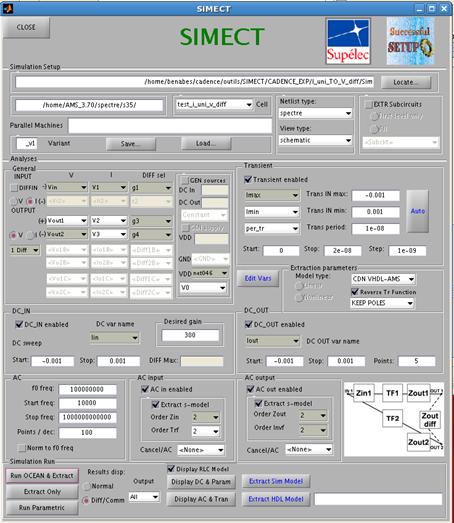 SIMECT
CLOSE
SIMECT
Supélec
Successful
SETUP
Simulation Setup
/home/benabes/cadence/outils/SIMECT/CADENCE_EXP/I_uni_TO_V_diff/Sim
Locate...
/home/AMS_3.70/spectre/s35/
test_i_uni_v_diff
Cell
Netlist type:
spectre
View type:
schematic
EXTR Subcircuits
First level only
All
<Subckt>
Parallel Machines
_v1
Variant
Save...
Load...
Analyses
General
V I DIFF sel
INPUT
DIFFIN
Vin V1 g1
V I
OUTPUT
(+) Vout1 V2 g3
V I (-) Vout2 V3 g4
1 Diff
<Vo1B> <Io1B> <Diff1B>
<Vo2B> <Io2B> <Diff2B>
<Vo1C> <Io1C> <Diff1C>
<Vo2C> <Io2C> <Diff2C>
GEN sources
DC In
DC Out
Constant
GEN supply
VDD
GND <GND>
VDD net046
V0
Transient
Transient enabled
Imax Trans IN max: -0.001
Imin Trans IN min: 0.001
per_tr Trans period: 1e-08
Auto
Start: 0 Stop: 2e-08 Step: 1e-09
Edit Vars
Extraction parameters
Model type:
CDN VHDL-AMS
Linear
Nonlinear
Reverse Tr Function
KEEP POLES
DC_IN
DC_IN enabled
DC var name
Iin
Desired gain
300
DC sweep
Start: -0.001 Stop: 0.001 DIFF Max:
DC_OUT
DC_OUT enabled
Iout
DC OUT var name
Start: -0.001 Stop: 0.001 Points: 5
AC
f0 freq: 100000000
Start freq: 10000
Stop freq: 1000000000000
Points / dec: 100
Norm to f0 freq
AC input
AC in enabled
Extract s-model
Order Zin 2
Order Trf 2
Cancel/AC <None>
AC output
AC out enabled
Extract s-model
Order Zout 2
Order Invf 2
Cancel/AC <None>
IN 1
Zin1
TF1
Zout1
TF2
Zout
diff
Zout2
OUT 2
Simulation Run
Run OCEAN & Extract
Extract Only
Run Parametric
Results disp:
Normal
Diff/Comm
Output
All
Display RLC Model
Display DC & Param
Display AC & Tran
Extract Sim Model
Extract HDL Model